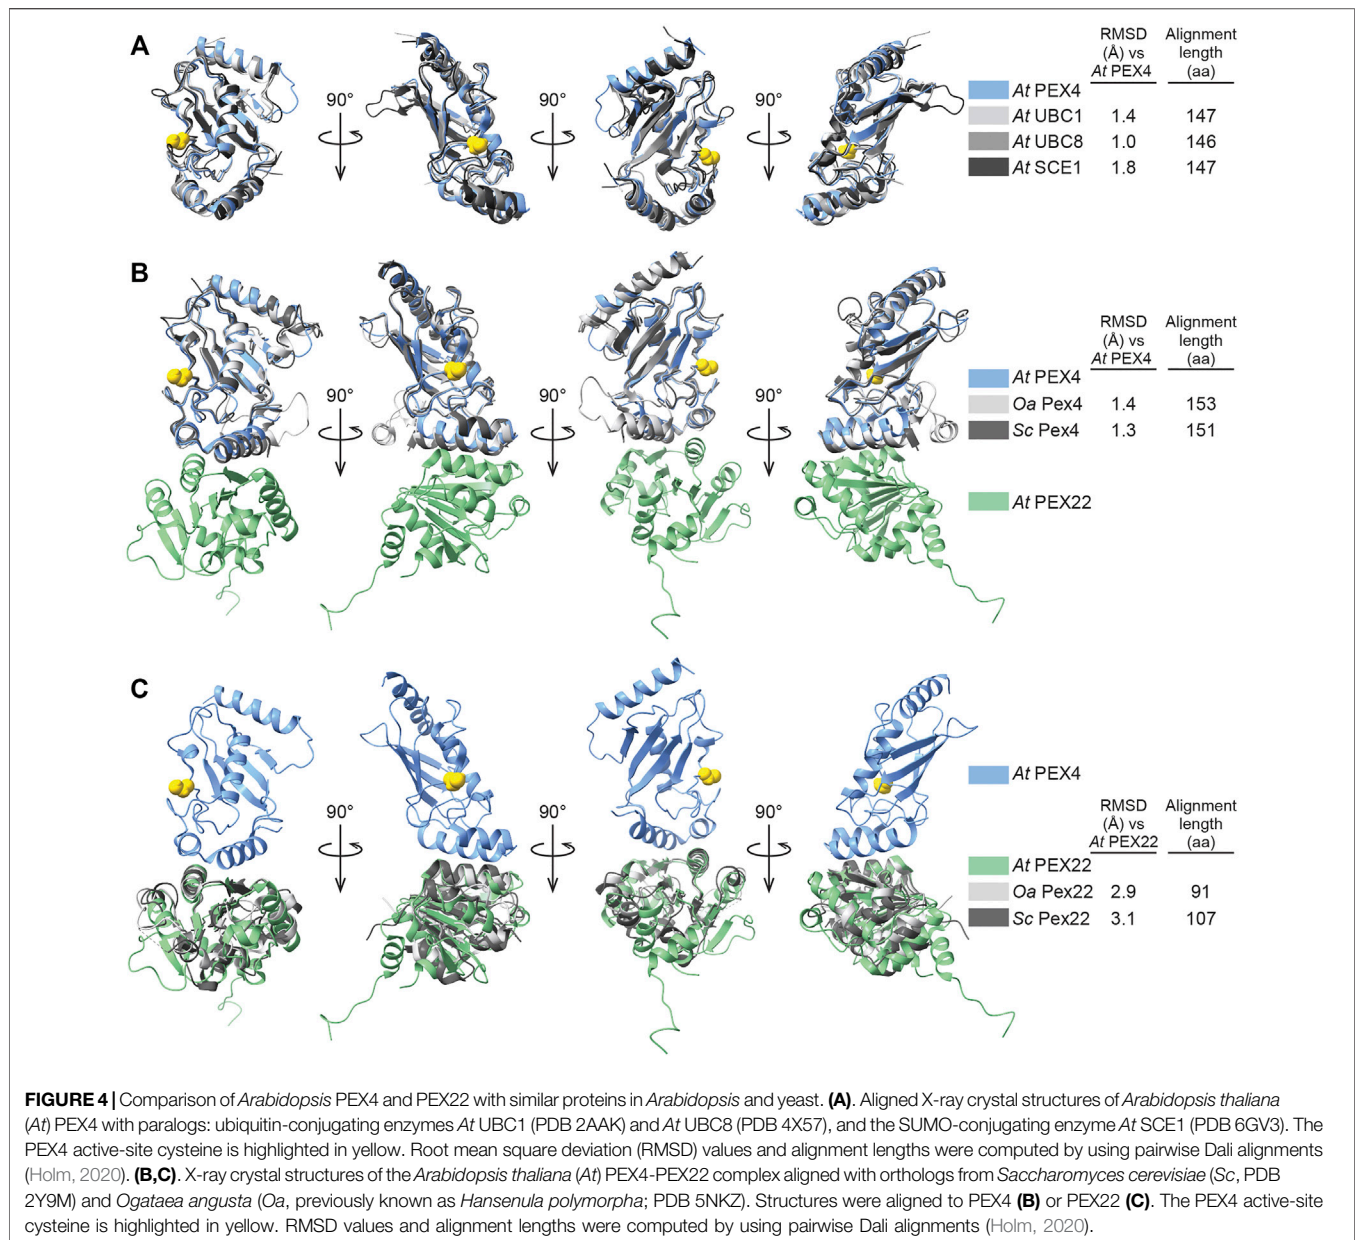 A
90°
90°
90°
RMSD
(Å) vs
At PEX4
Alignment
length
(aa)
At PEX4
At UBC1 1.4 147
At UBC8 1.0 146
At SCE1 1.8 147
B
90°
90°
90°
RMSD
(Å) vs
At PEX4
Alignment
length
(aa)
At PEX4
Oa Pex4 1.4 153
Sc Pex4 1.3 151
At PEX22
C
90°
90°
90°
At PEX4
RMSD
(Å) vs
At PEX22
Alignment
length
(aa)
At PEX22
Oa Pex22 2.9 91
Sc Pex22 3.1 107
FIGURE 4 | Comparison of Arabidopsis PEX4 and PEX22 with similar proteins in Arabidopsis and yeast. (A). Aligned X-ray crystal structures of Arabidopsis thaliana
(At) PEX4 with paralogs: ubiquitin-conjugating enzymes At UBC1 (PDB 2AAK) and At UBC8 (PDB 4X57), and the SUMO-conjugating enzyme At SCE1 (PDB 6GV3). The
PEX4 active-site cysteine is highlighted in yellow. Root mean square deviation (RMSD) values and alignment lengths were computed by using pairwise Dali alignments
(Holm, 2020). (B,C). X-ray crystal structures of the Arabidopsis thaliana (At) PEX4-PEX22 complex aligned with orthologs from Saccharomyces cerevisiae (Sc, PDB
2Y9M) and Ogataea angusta (Oa, previously known as Hansenula polymorpha; PDB 5NKZ). Structures were aligned to PEX4 (B) or PEX22 (C). The PEX4 active-site
cysteine is highlighted in yellow. RMSD values and alignment lengths were computed by using pairwise Dali alignments (Holm, 2020).